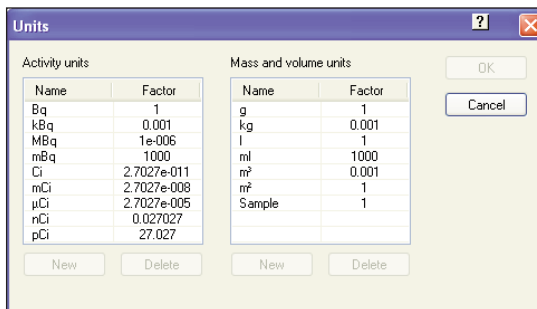 Units
?
Activity units
Name Factor
Bq 1
kBq 0.001
MBq 1e-006
mBq 1000
Ci 2.7027e-011
mCi 2.7027e-008
µCi 2.7027e-005
nCi 0.027027
pCi 27.027
New Delete
Mass and volume units
Name Factor
g 1
kg 0.001
l 1
ml 1000
m³ 0.001
m² 1
Sample 1
New Delete
OK
Cancel